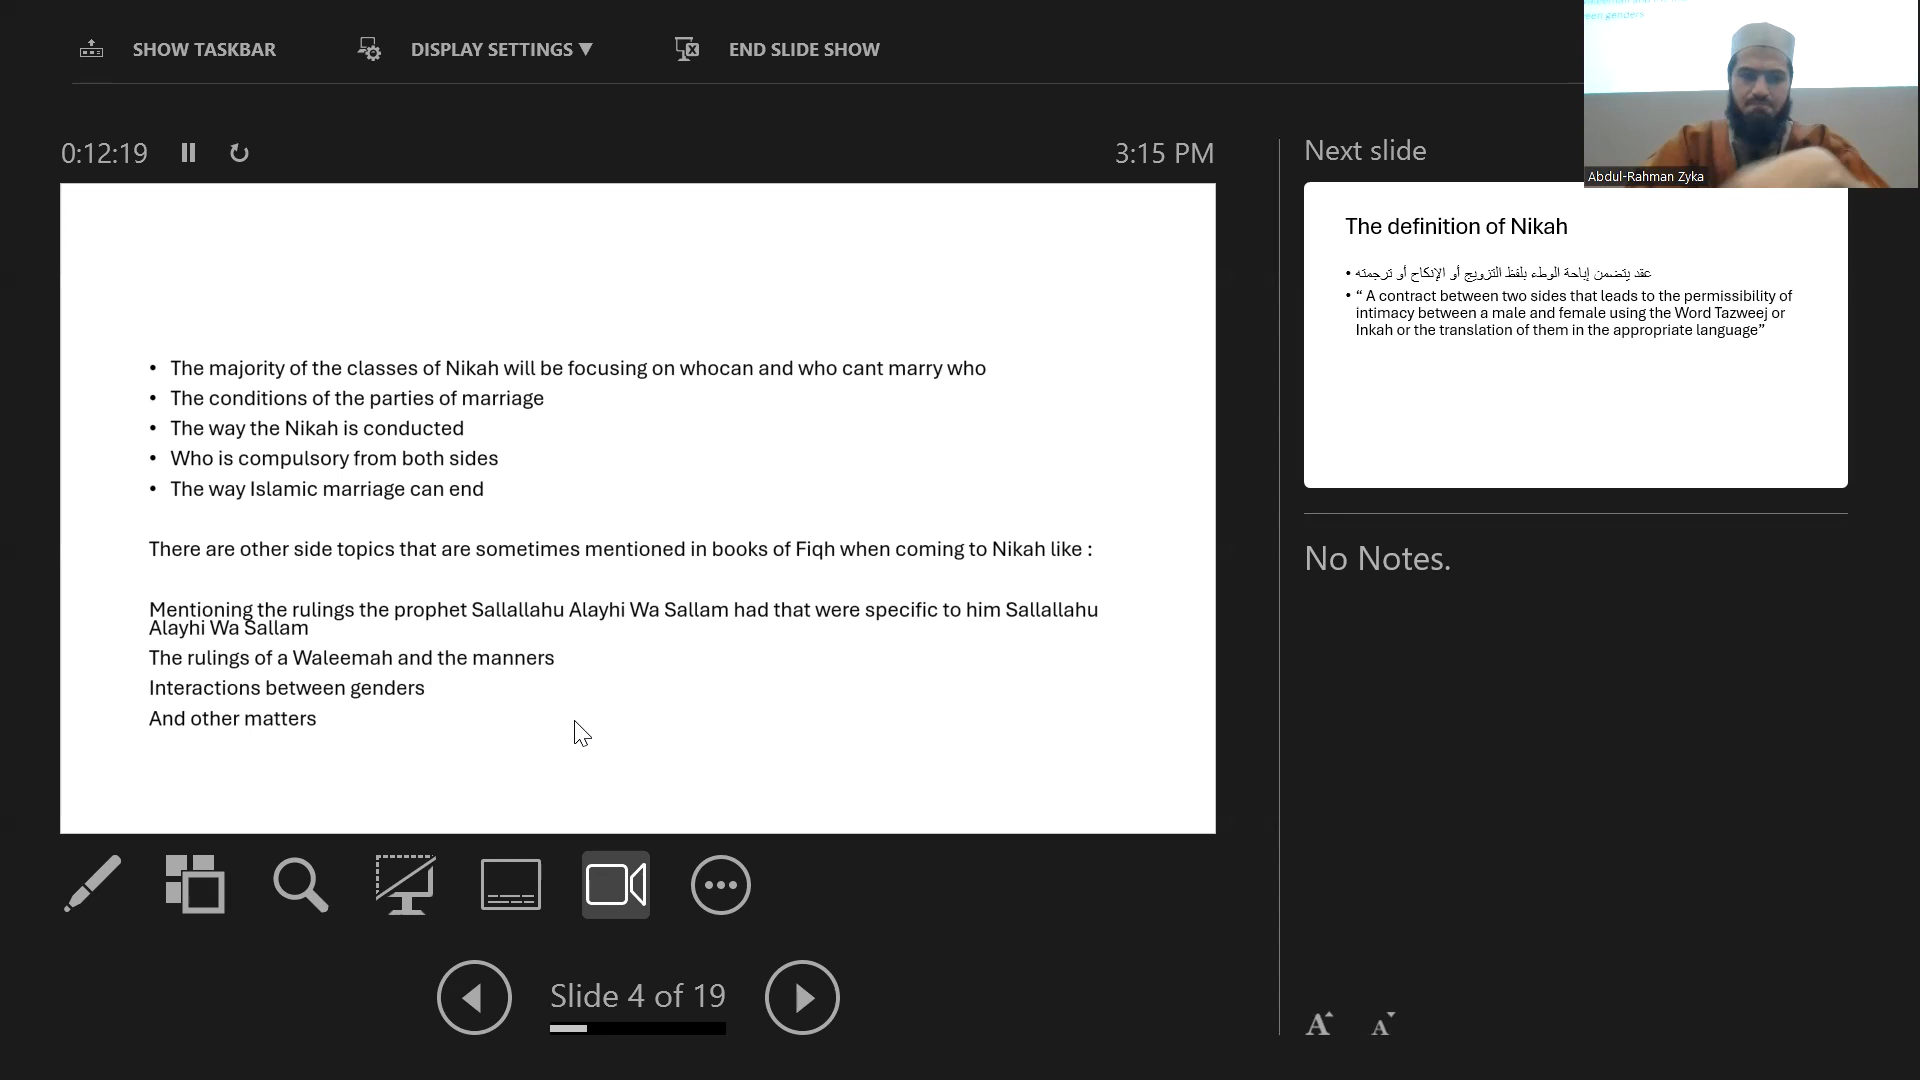 SHOW TASKBAR
DISPLAY SETTINGS ▼
END SLIDE SHOW
een genders
Abdul-Rahman Zyka
0:12:19
3:15 PM
Next slide
• The majority of the classes of Nikah will be focusing on whocan and who cant marry who
• The conditions of the parties of marriage
• The way the Nikah is conducted
• Who is compulsory from both sides
• The way Islamic marriage can end
There are other side topics that are sometimes mentioned in books of Fiqh when coming to Nikah like :
Mentioning the rulings the prophet Sallallahu Alayhi Wa Sallam had that were specific to him Sallallahu
Alayhi Wa Sallam
The rulings of a Waleemah and the manners
Interactions between genders
And other matters
The definition of Nikah
• عقد يتضمن إباحة الوطء بلفظ التزويج أو الإنكاح أو ترجمته
• “ A contract between two sides that leads to the permissibility of
intimacy between a male and female using the Word Tazweej or
Inkah or the translation of them in the appropriate language”
No Notes.
Slide 4 of 19
A A